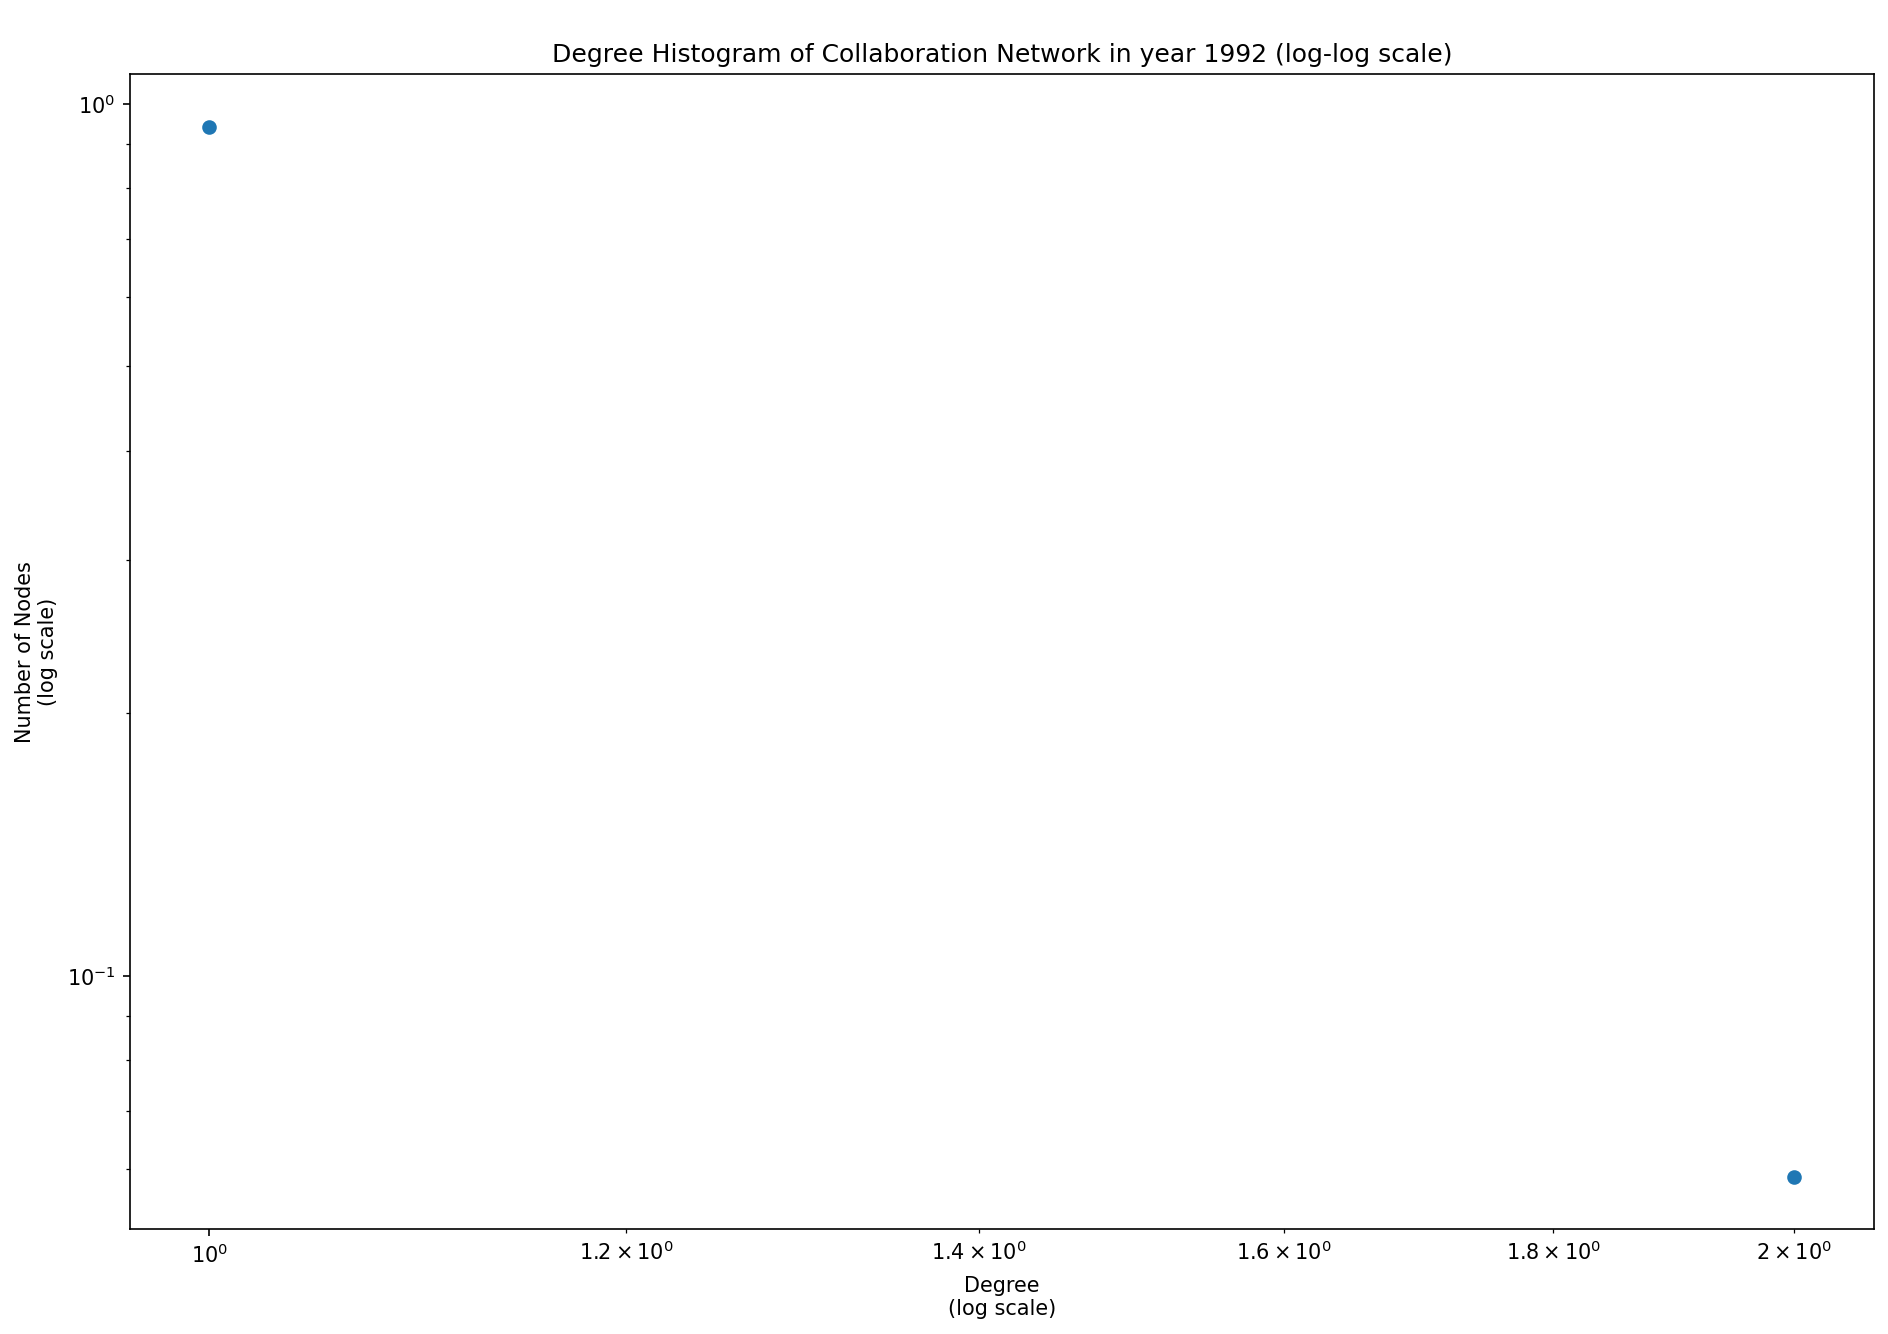 Degree Histogram of Collaboration Network in year 1992 (log-log scale)
10⁰
10⁻¹
Number of Nodes
(log scale)
10⁰
1.2 × 10⁰
1.4 × 10⁰
1.6 × 10⁰
1.8 × 10⁰
2 × 10⁰
Degree
(log scale)